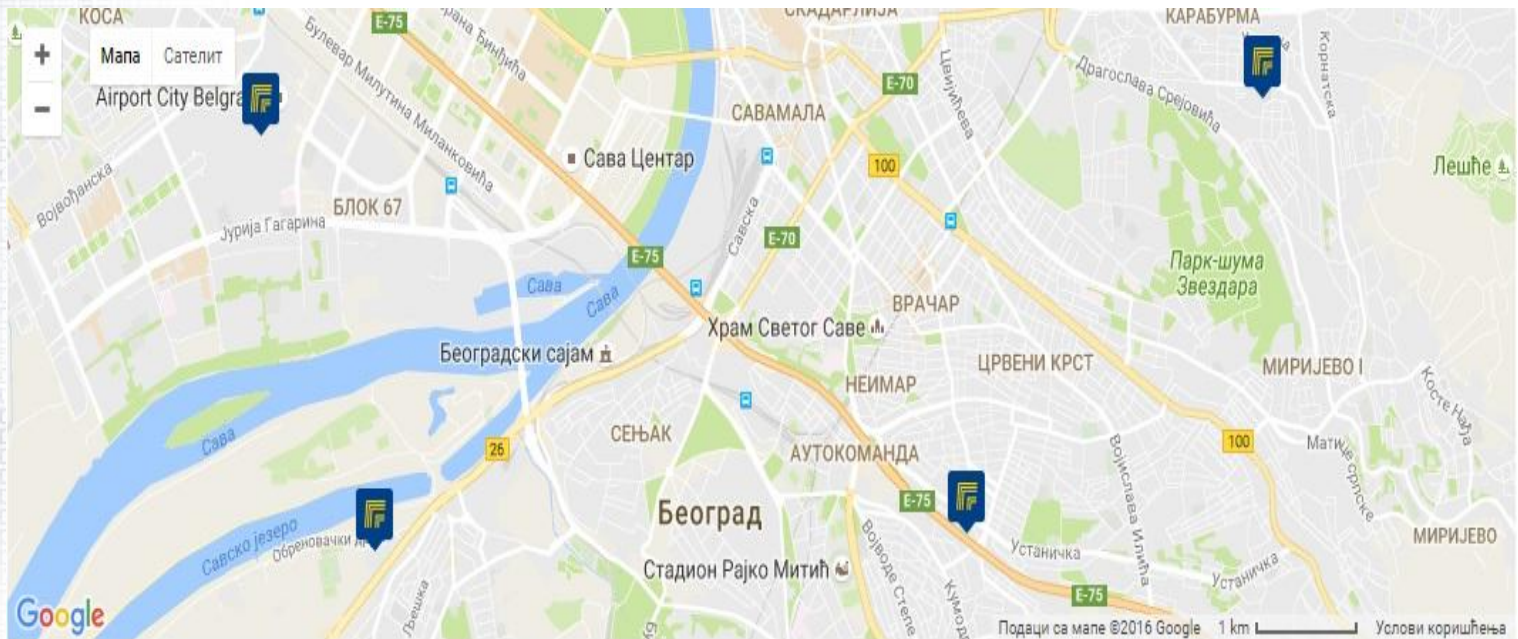 КОСА
E-75
СКАДАРЛИЈА
КАРАБУРМА
+
Мапа Сателит
−
Булевар Милутина Миланковића
Цвијићева
Драгослава Срејовића
Корнатска
Airport City Belgra
E-70
САВАМАЛА
Сава Центар
100
Лешће
Војвођанска
БЛОК 67
Јурија Гагарина
Савска
E-70
E-75
Парк-шума
Звездара
Сава
Сава
ВРАЧАР
Храм Светог Саве
Београдски сајам
ЦРВЕНИ КРСТ
МИРИЈЕВО I
НЕИМАР
Косте Нађа
Сава
СЕЊАК
26
АУТОКОМАНДА
100
Матице српске
Војислава Илића
E-75
Београд
Савско језеро
Обреновачки
МИРИЈЕВО
Устаничка
Устаничка
Стадион Рајко Митић
Војводе Степе
E-75
Љешка
Google
Подаци са мапе ©2016 Google 1 km Услови коришћења